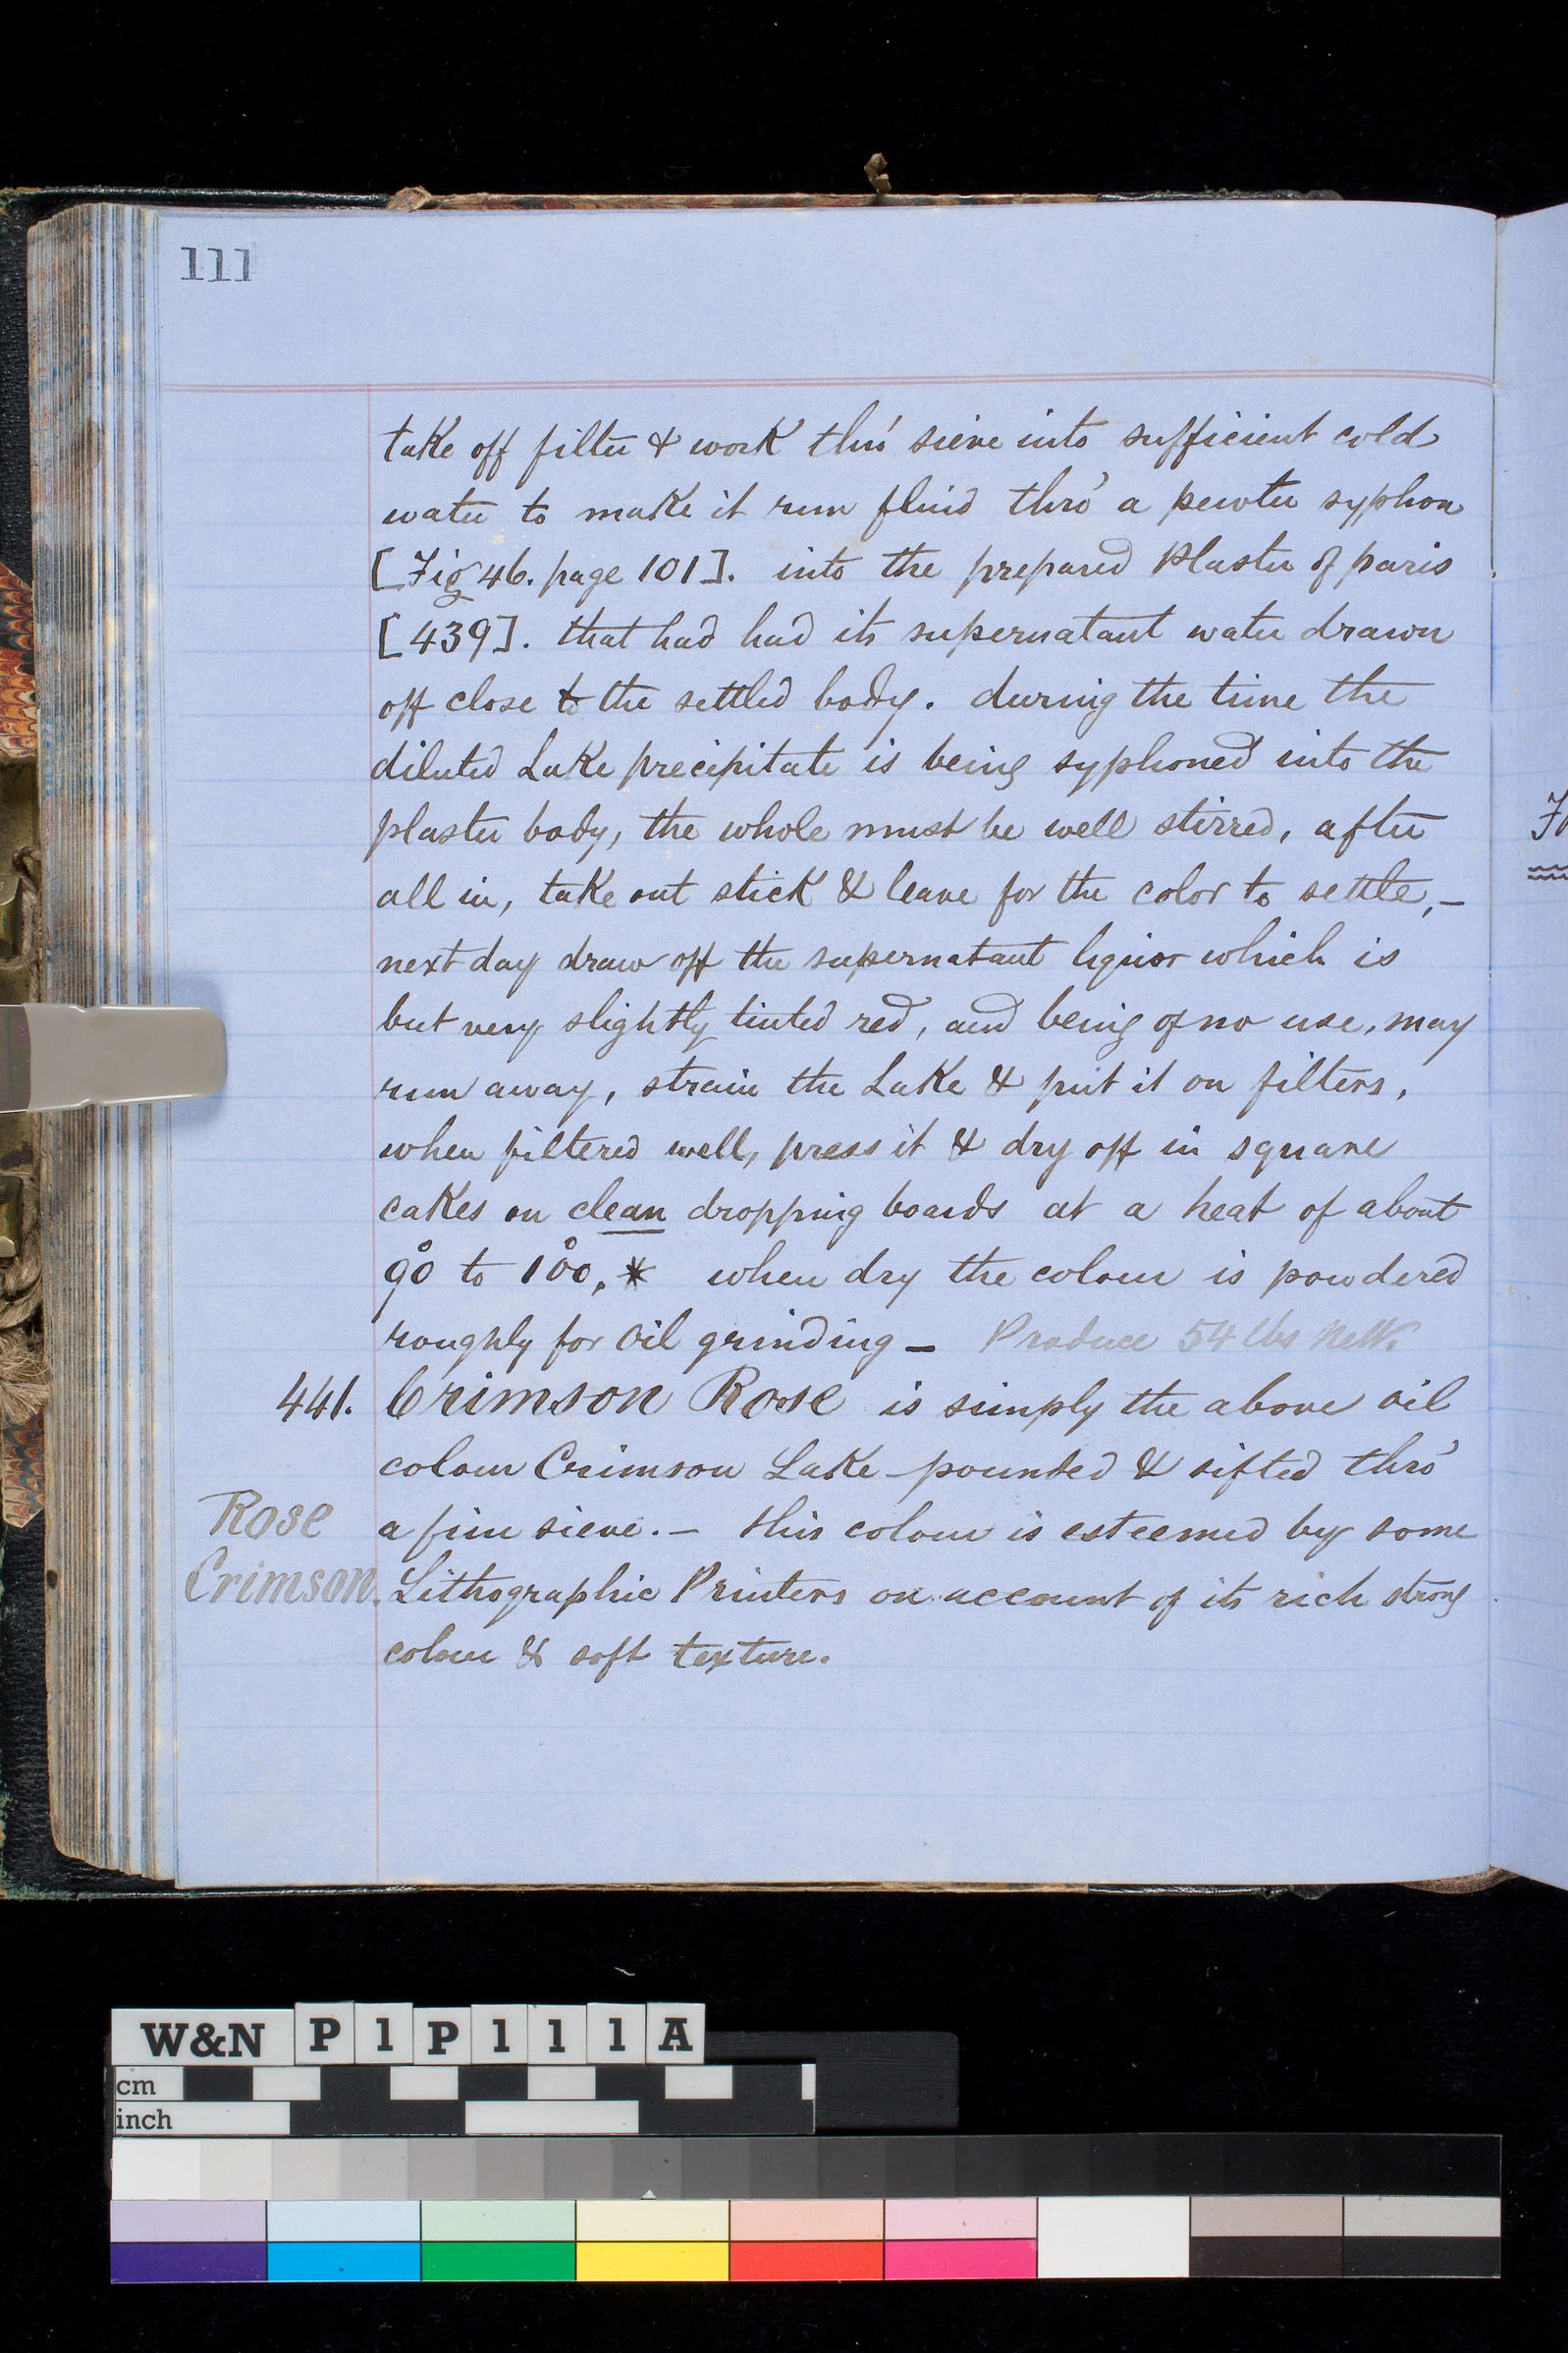 111
take off filter & work thro' sieve into sufficient cold
water to make it run fluid thro' a pewter syphon
[Fig 46. page 101]. into the prepared Plaster of paris
[439]. that had had its supernatant water drawn
off close to the settled body. during the time the
diluted Lake precipitate is being syphoned into the
plaster body, the whole must be well stirred, after
all in, take out stick & leave for the color to settle,—
next day draw off the supernatant liquor which is
but very slightly tinted red, and being of no use, may
run away, strain the Lake & put it on filters,
when filtered well, press it & dry off in square
cakes on clean dropping boards at a heat of about
90° to 100°. * when dry the colour is powdered
roughly for oil grinding — Produce 54 lbs Nett.
441. Crimson Rose is simply the above oil
colour Crimson Lake pounded & sifted thro'
Rose
a fine sieve. — this colour is esteemed by some
Crimson.
Lithographic Printers on account of its rich strong
colour & soft texture.
W&N P1P111A
cm
inch